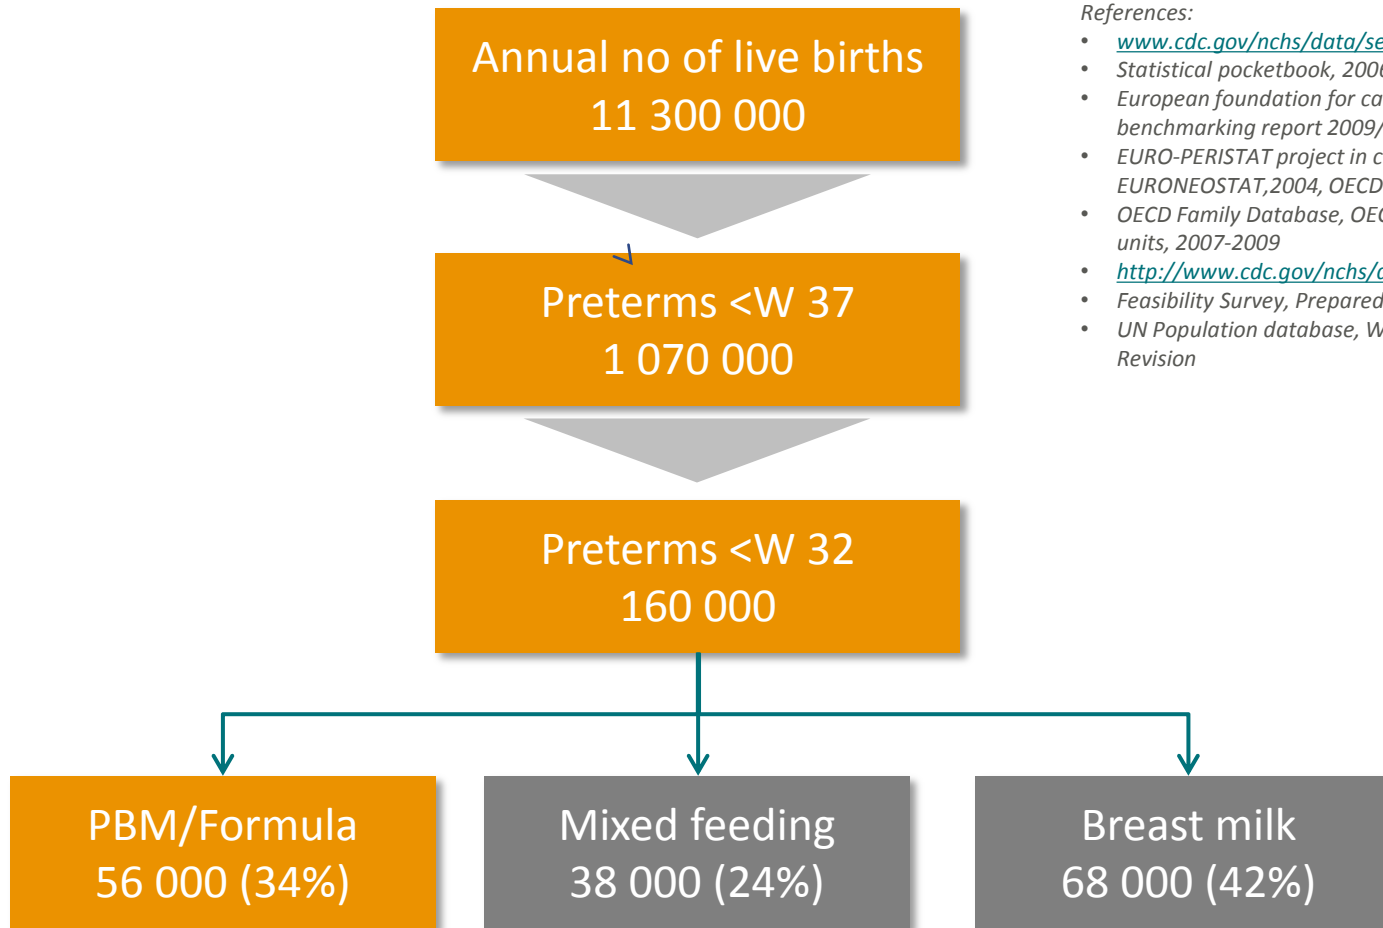 Annual no of live births
11 300 000
Preterms <W 37
1 070 000
Preterms <W 32
160 000
PBM/Formula
56 000 (34%)
Mixed feeding
38 000 (24%)
Breast milk
68 000 (42%)
References:
• www.cdc.gov/nchs/data/se
• Statistical pocketbook, 2006
• European foundation for ca
benchmarking report 2009/
• EURO-PERISTAT project in c
EURONEOSTAT,2004, OECD
• OECD Family Database, OEC
units, 2007-2009
• http://www.cdc.gov/nchs/d
• Feasibility Survey, Prepared
• UN Population database, W
Revision